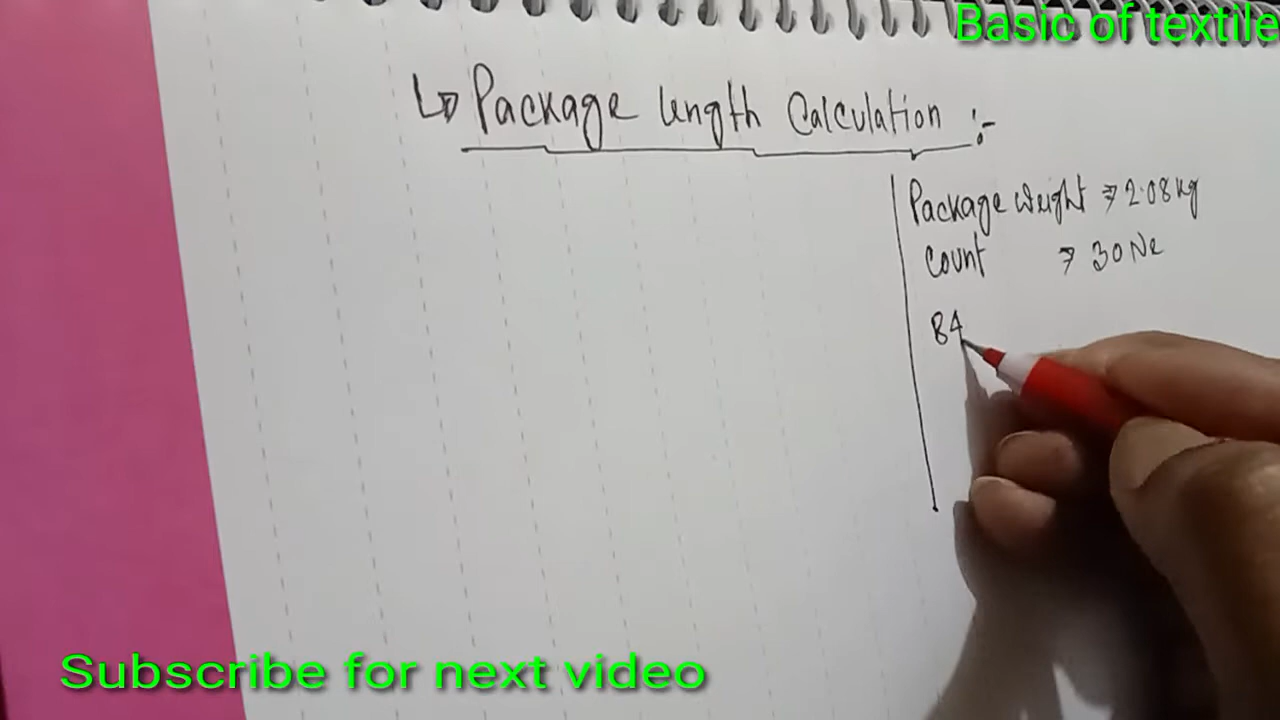 Basic of textile
Package length Calculation :-
Package weight → 2.08 kg
Count → 30 Ne
84
Subscribe for next video